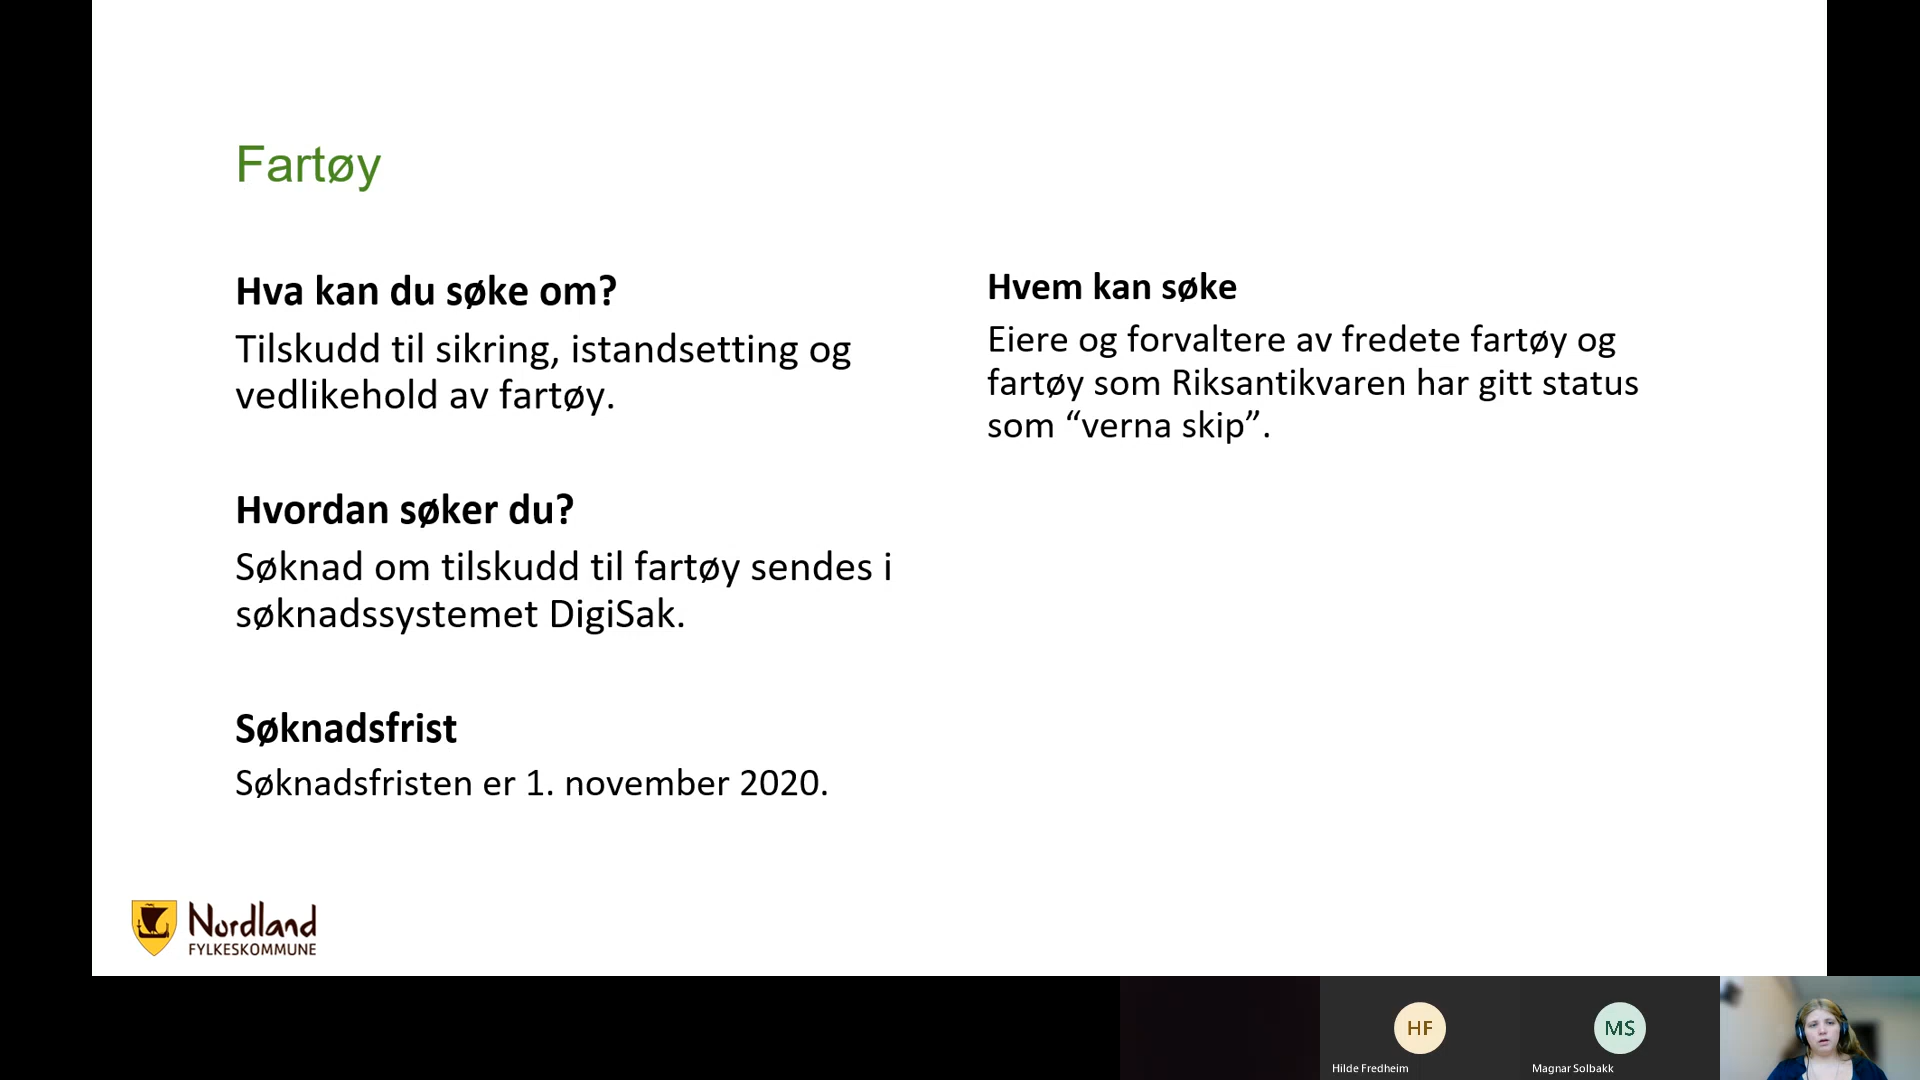 Fartøy
Hva kan du søke om?
Tilskudd til sikring, istandsetting og
vedlikehold av fartøy.
Hvordan søker du?
Søknad om tilskudd til fartøy sendes i
søknadssystemet DigiSak.
Søknadsfrist
Søknadsfristen er 1. november 2020.
Hvem kan søke
Eiere og forvaltere av fredete fartøy og
fartøy som Riksantikvaren har gitt status
som “verna skip”.
Nordland
FYLKESKOMMUNE
HF
Hilde Fredheim
MS
Magnar Solbakk